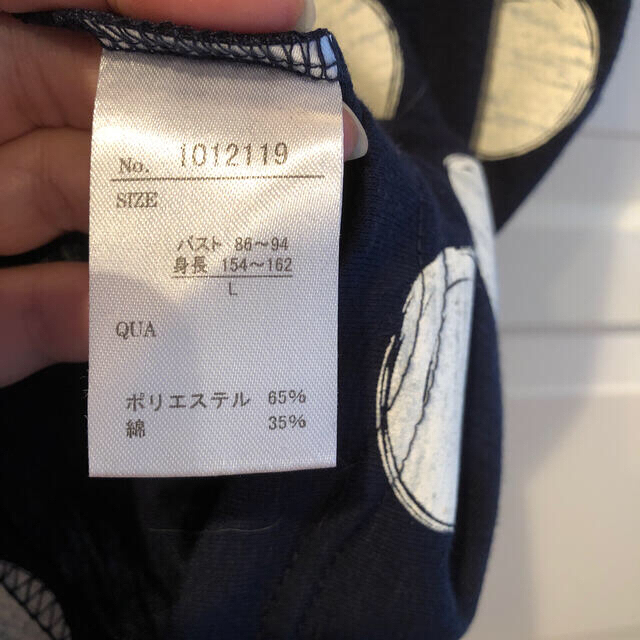 No. 1012119
SIZE
バスト 86～94
身長 154～162
L
QUA
ポリエステル 65%
綿 35%